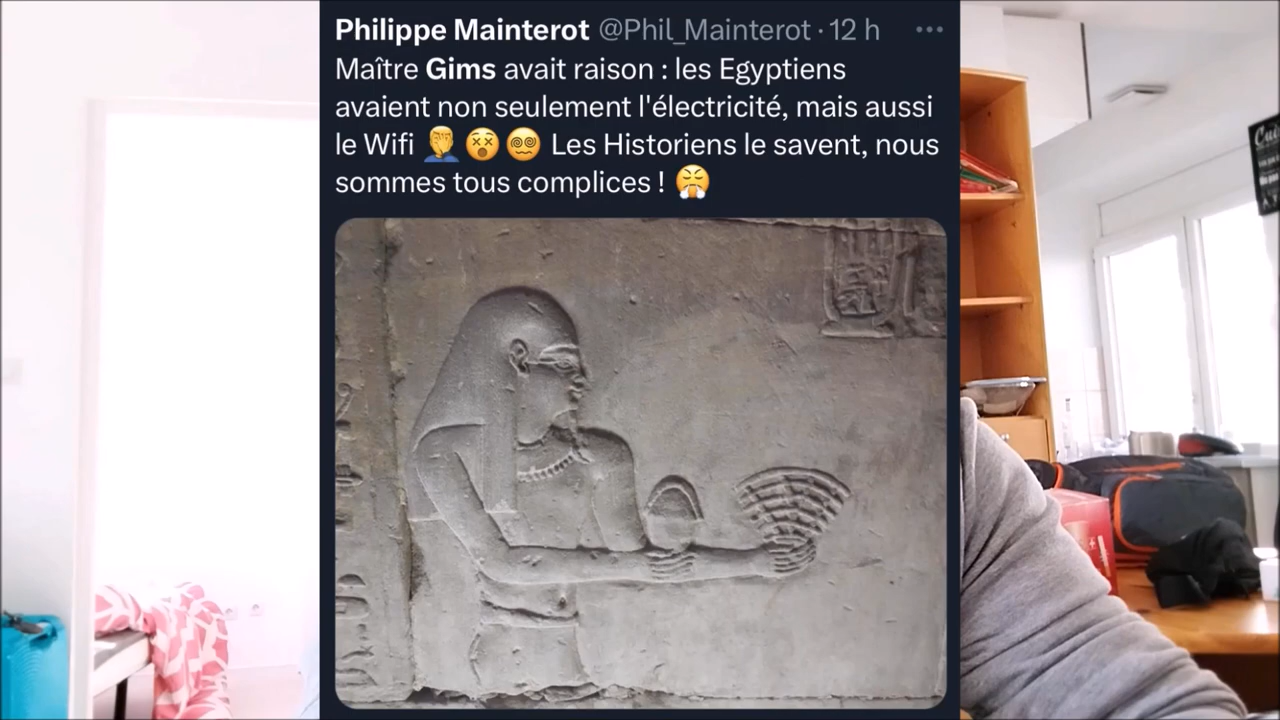 Philippe Mainterot @Phil_Mainterot · 12 h
Maître Gims avait raison : les Egyptiens
avaient non seulement l'électricité, mais aussi
le Wifi 🤦‍♂️😵😵‍💫 Les Historiens le savent, nous
sommes tous complices ! 😤